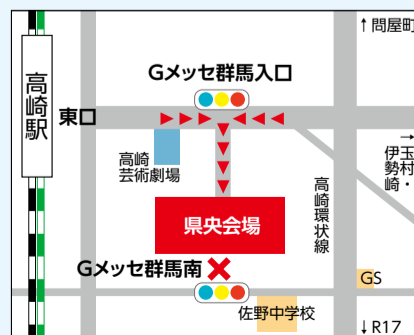 ↑問屋町
Gメッセ群馬入口
高崎駅
東口
高崎
芸術劇場
→
玉村・
伊勢崎
高崎環状線
県央会場
Gメッセ群馬南
GS
佐野中学校
↓R17